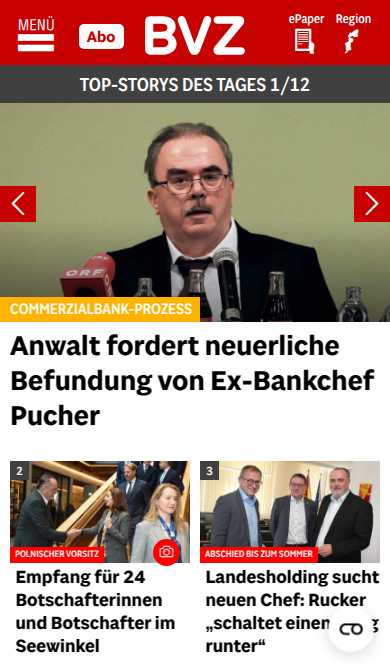 MENÜ
Abo
BVZ
ePaper
Region
TOP-STORYS DES TAGES 1/12
ORF
COMMERZIALBANK-PROZESS
Anwalt fordert neuerliche
Befundung von Ex-Bankchef
Pucher
2
POLNISCHER VORSITZ
Empfang für 24
Botschafterinnen
und Botschafter im
Seewinkel
3
ABSCHIED BIS ZUM SOMMER
Landesholding sucht
neuen Chef: Rucker
„schaltet einen
runter“